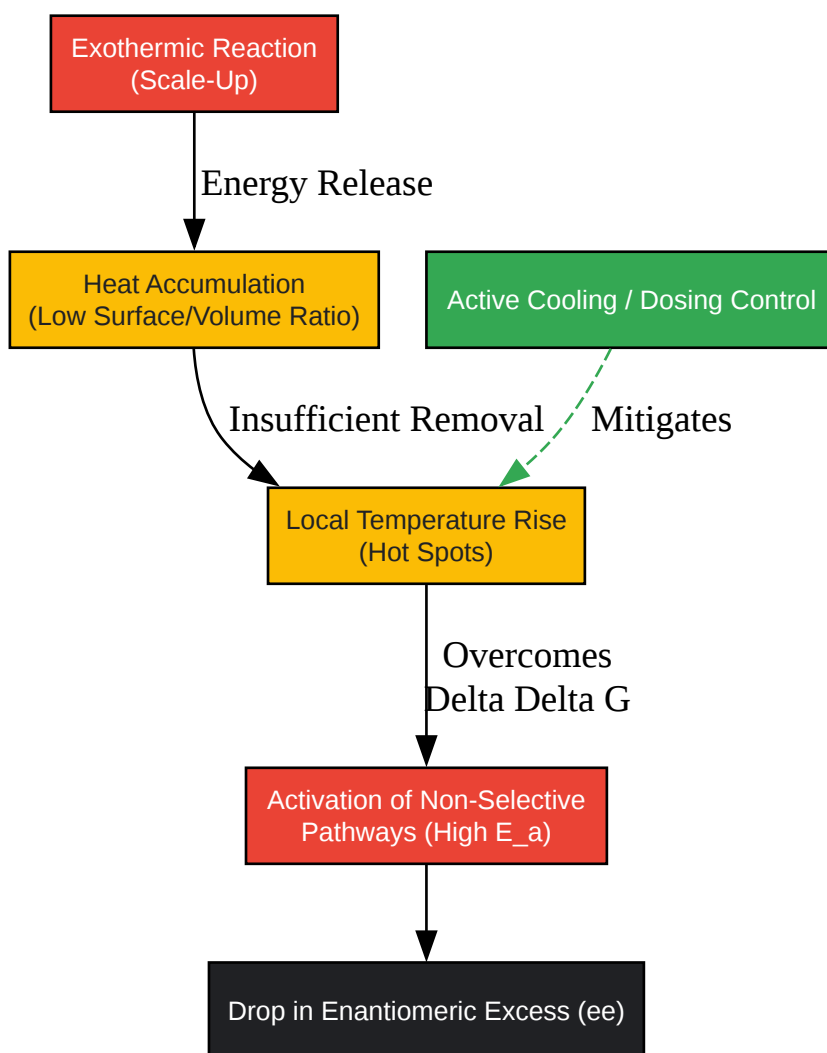 Exothermic Reaction
(Scale-Up)
Energy Release
Heat Accumulation
(Low Surface/Volume Ratio)
Active Cooling / Dosing Control
Insufficient Removal
Mitigates
Local Temperature Rise
(Hot Spots)
Overcomes
Delta Delta G
Activation of Non-Selective
Pathways (High E_a)
Drop in Enantiomeric Excess (ee)